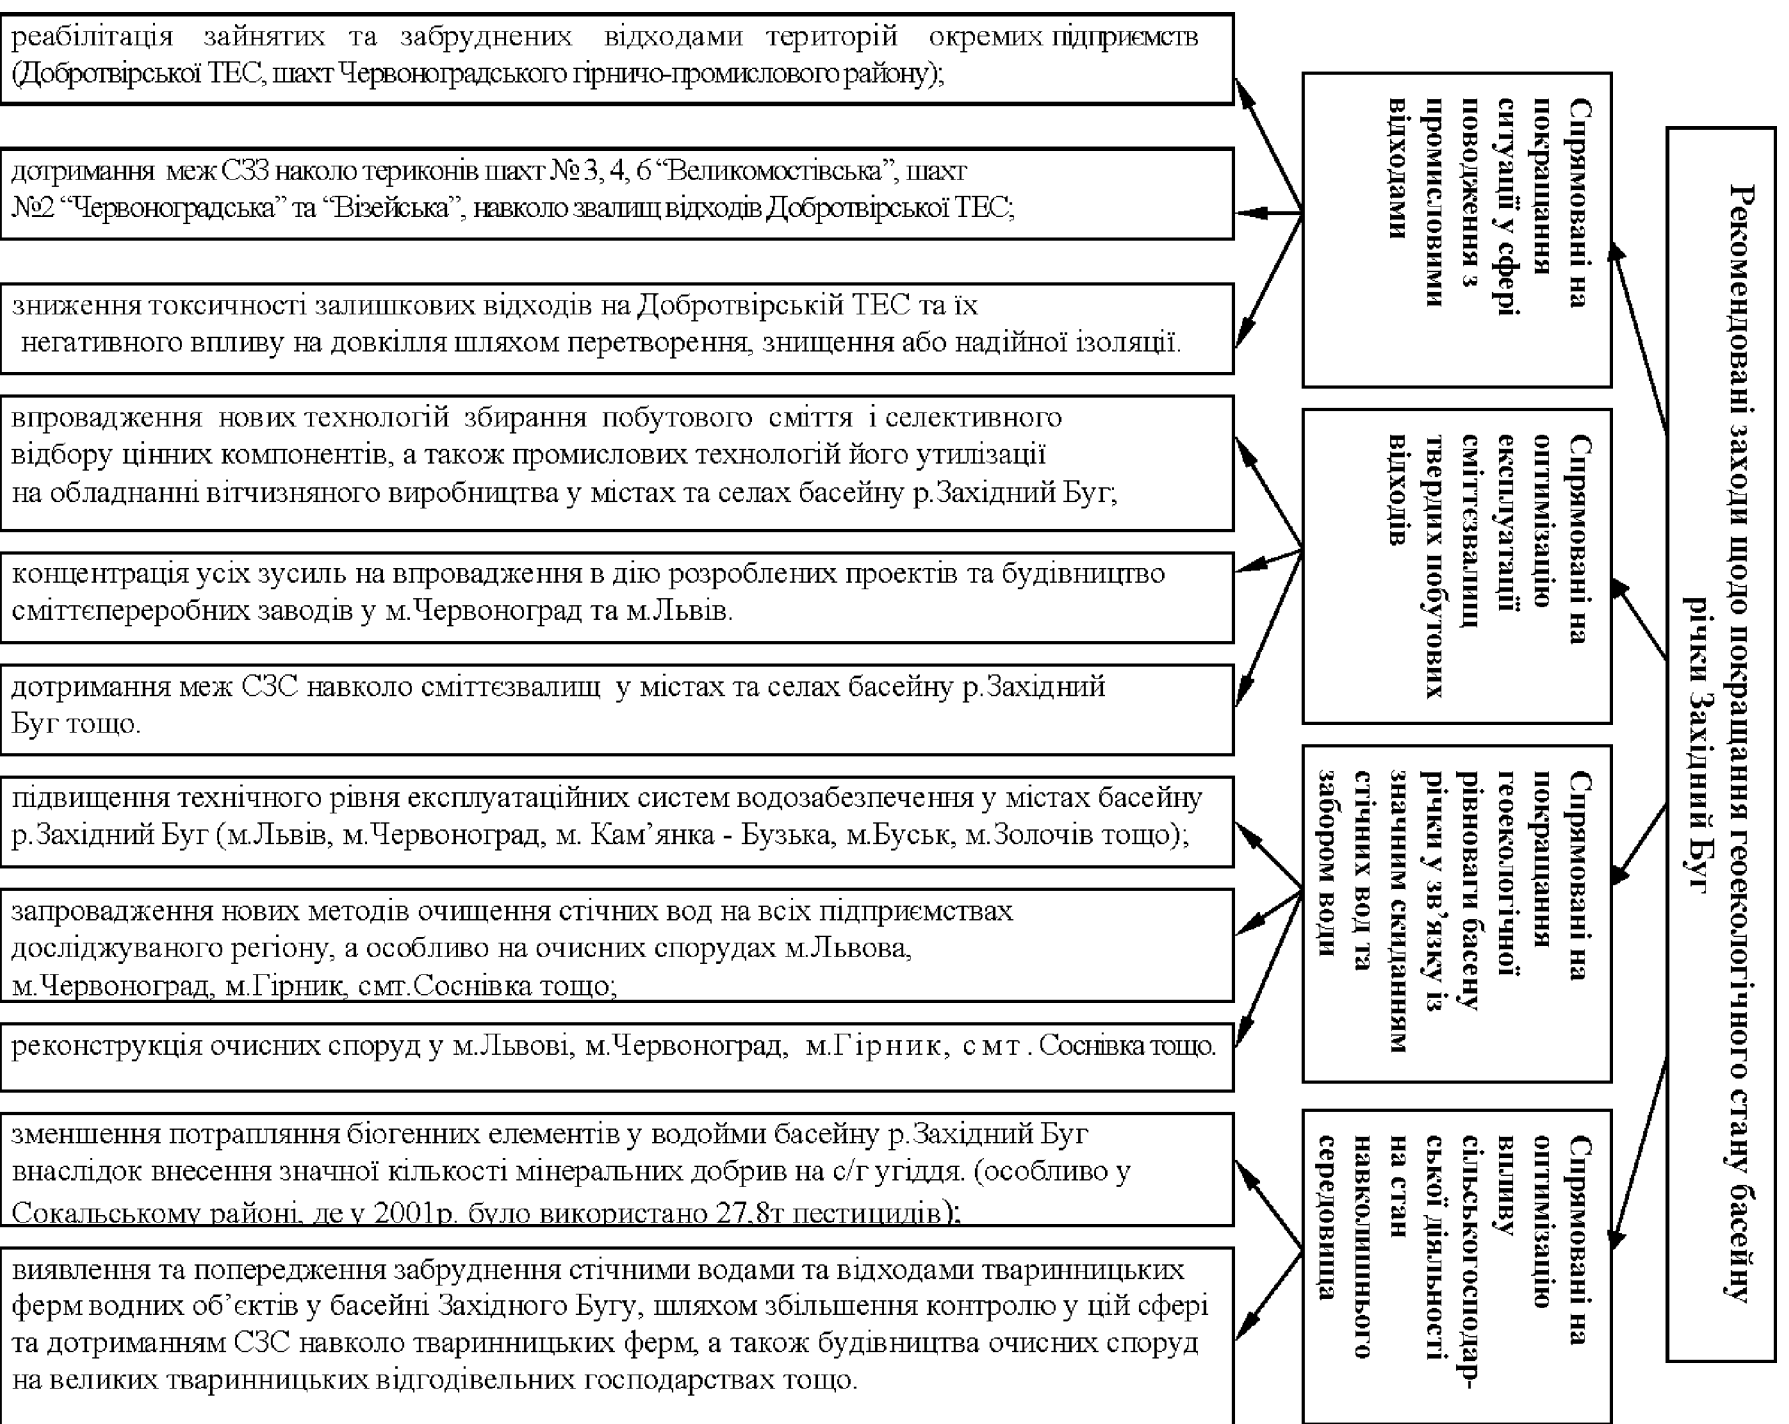 Рекомендовані заходи щодо покращання геоекологічного стану басейну
річки Західний Буг
Спрямовані на
покращання
ситуації у сфері
поводження з
промисловими
відходами
реабілітація зайнятих та забруднених відходами територій окремих підприємств
(Добротвірської ТЕС, шахт Червоноградського гірничо-промислового району);
дотримання меж СЗЗ наколо териконів шахт № 3, 4, 6 “Великомостівська”, шахт
№2 “Червоноградська” та “Візейська”, навколо звалищ відходів Добротвірської ТЕС;
зниження токсичності залишкових відходів на Добротвірській ТЕС та їх
негативного впливу на довкілля шляхом перетворення, знищення або надійної ізоляції.
Спрямовані на
оптимізацію
експлуатації
сміттєзвалищ
твердих побутових
відходів
впровадження нових технологій збирання побутового сміття і селективного
відбору цінних компонентів, а також промислових технологій його утилізації
на обладнанні вітчизняного виробництва у містах та селах басейну р.Західний Буг;
концентрація усіх зусиль на впровадження в дію розроблених проектів та будівництво
сміттєпереробних заводів у м.Червоноград та м.Львів.
дотримання меж СЗС навколо сміттєзвалищ у містах та селах басейну р.Західний
Буг тощо.
Спрямовані на
покращання
геоекологічної
рівноваги басену
річки у зв’язку із
значним скиданням
стічних вод та
забором води
підвищення технічного рівня експлуатаційних систем водозабезпечення у містах басейну
р.Західний Буг (м.Львів, м.Червоноград, м. Кам’янка - Бузька, м.Буськ, м.Золочів тощо);
запровадження нових методів очищення стічних вод на всіх підприємствах
досліджуваного регіону, а особливо на очисних спорудах м.Львова,
м.Червоноград, м.Гірник, смт.Соснівка тощо;
реконструкція очисних споруд у м.Львові, м.Червоноград, м.Гірник, смт. Соснівка тощо.
Спрямовані на
оптимізацію
впливу
сільськогосподар-
ської діяльності
на стан
навколишнього
середовища
зменшення потрапляння біогенних елементів у водойми басейну р.Західний Буг
внаслідок внесення значної кількості мінеральних добрив на с/г угіддя. (особливо у
Сокальському районі, де у 2001р. було використано 27,8т пестицидів);
виявлення та попередження забруднення стічними водами та відходами тваринницьких
ферм водних об’єктів у басейні Західного Бугу, шляхом збільшення контролю у цій сфері
та дотриманням СЗС навколо тваринницьких ферм, а також будівництва очисних споруд
на великих тваринницьких відгодівельних господарствах тощо.